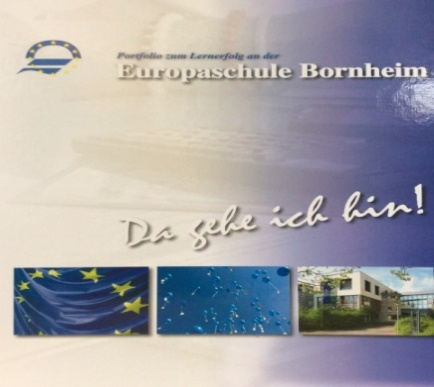 Portfolio zum Lernerfolg an der
Europaschule Bornheim
Da gehe ich hin!